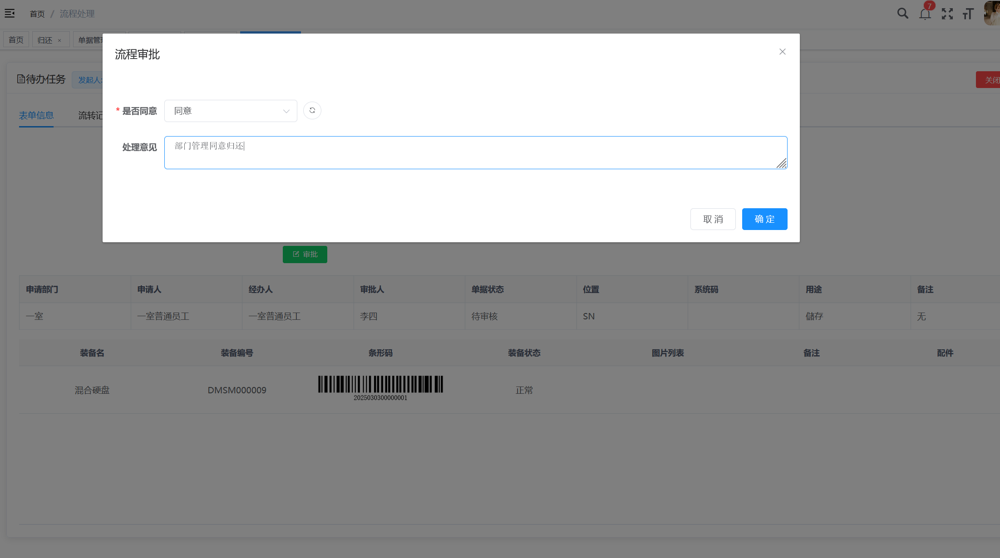 首页 / 流程处理
7
首页
归还 ×
单据管
流程审批
待办任务
发起人:
关闭
* 是否同意
同意
表单信息
流转记
处理意见
部门管理同意归还
取 消
确 定
审批
申请部门 申请人 经办人 审批人 单据状态 位置 系统码 用途 备注
一室 一室普通员工 一室普通员工 李四 待审核 SN 儲存 无
装备名 装备编号 条形码 装备状态 图片列表 备注 配件
混合硬盘 DMSM000009 2025030300000001 正常